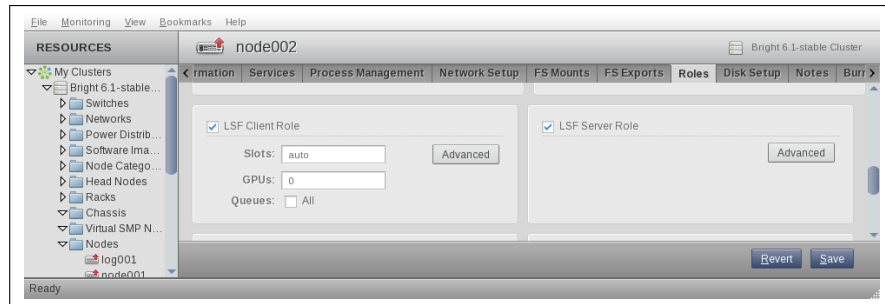 File Monitoring View Bookmarks Help
RESOURCES
node002
Bright 6.1-stable Cluster
My Clusters
Bright 6.1-stable...
Switches
Networks
Power Distrib...
Software Ima...
Node Catego...
Head Nodes
Racks
Chassis
Virtual SMP N...
Nodes
log001
node001
rmation Services Process Management Network Setup FS Mounts FS Exports Roles Disk Setup Notes Burr
LSF Client Role
Slots: auto Advanced
GPUs: 0
Queues: All
LSF Server Role
Advanced
Revert Save
Ready